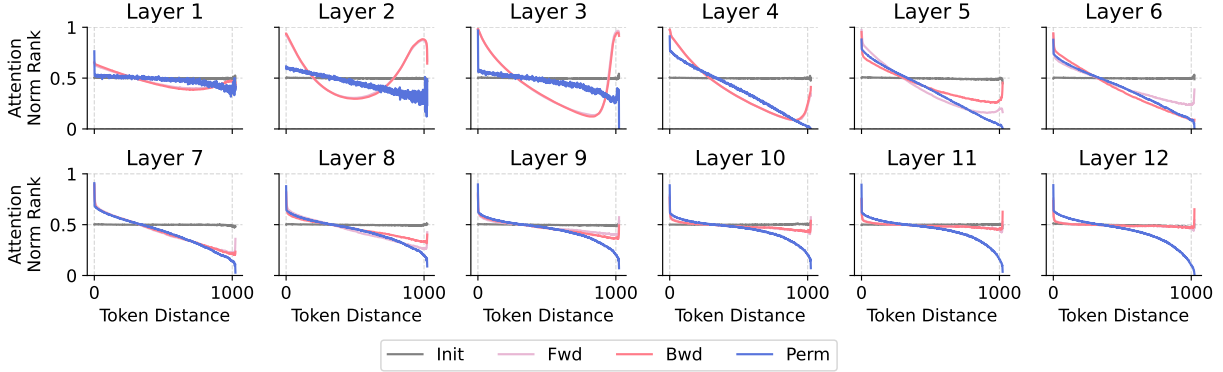 Layer 1 Layer 2 Layer 3 Layer 4 Layer 5 Layer 6
Attention
Norm Rank
1
0.5
0
Layer 7 Layer 8 Layer 9 Layer 10 Layer 11 Layer 12
Attention
Norm Rank
1
0.5
0
0 1000 0 1000 0 1000 0 1000 0 1000 0 1000
Token Distance Token Distance Token Distance Token Distance Token Distance Token Distance
Init Fwd Bwd Perm